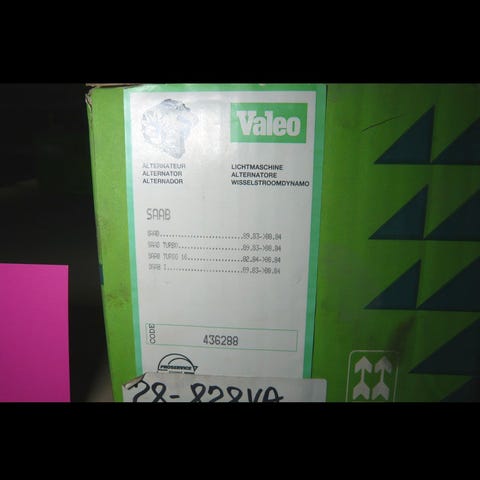 Valeo
ALTERNATEUR
ALTERNATOR
ALTERNADOR
LICHTMASCHINE
ALTERNATORE
WISSELSTROOMDYNAMO
SAAB
SAAB.................09.83->08.84
SAAB TURBO...............09.83->08.84
SAAB TURBO 16..............02.84->08.84
SAAB I...................09.83->08.84
CODE
436288
PROSERVICE
28-828VA